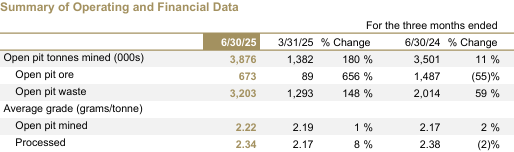 Summary of Operating and Financial Data
For the three months ended
6/30/25 3/31/25 % Change 6/30/24 % Change
Open pit tonnes mined (000s) 3,876 1,382 180 % 3,501 11 %
Open pit ore 673 89 656 % 1,487 (55)%
Open pit waste 3,203 1,293 148 % 2,014 59 %
Average grade (grams/tonne)
Open pit mined 2.22 2.19 1 % 2.17 2 %
Processed 2.34 2.17 8 % 2.38 (2)%